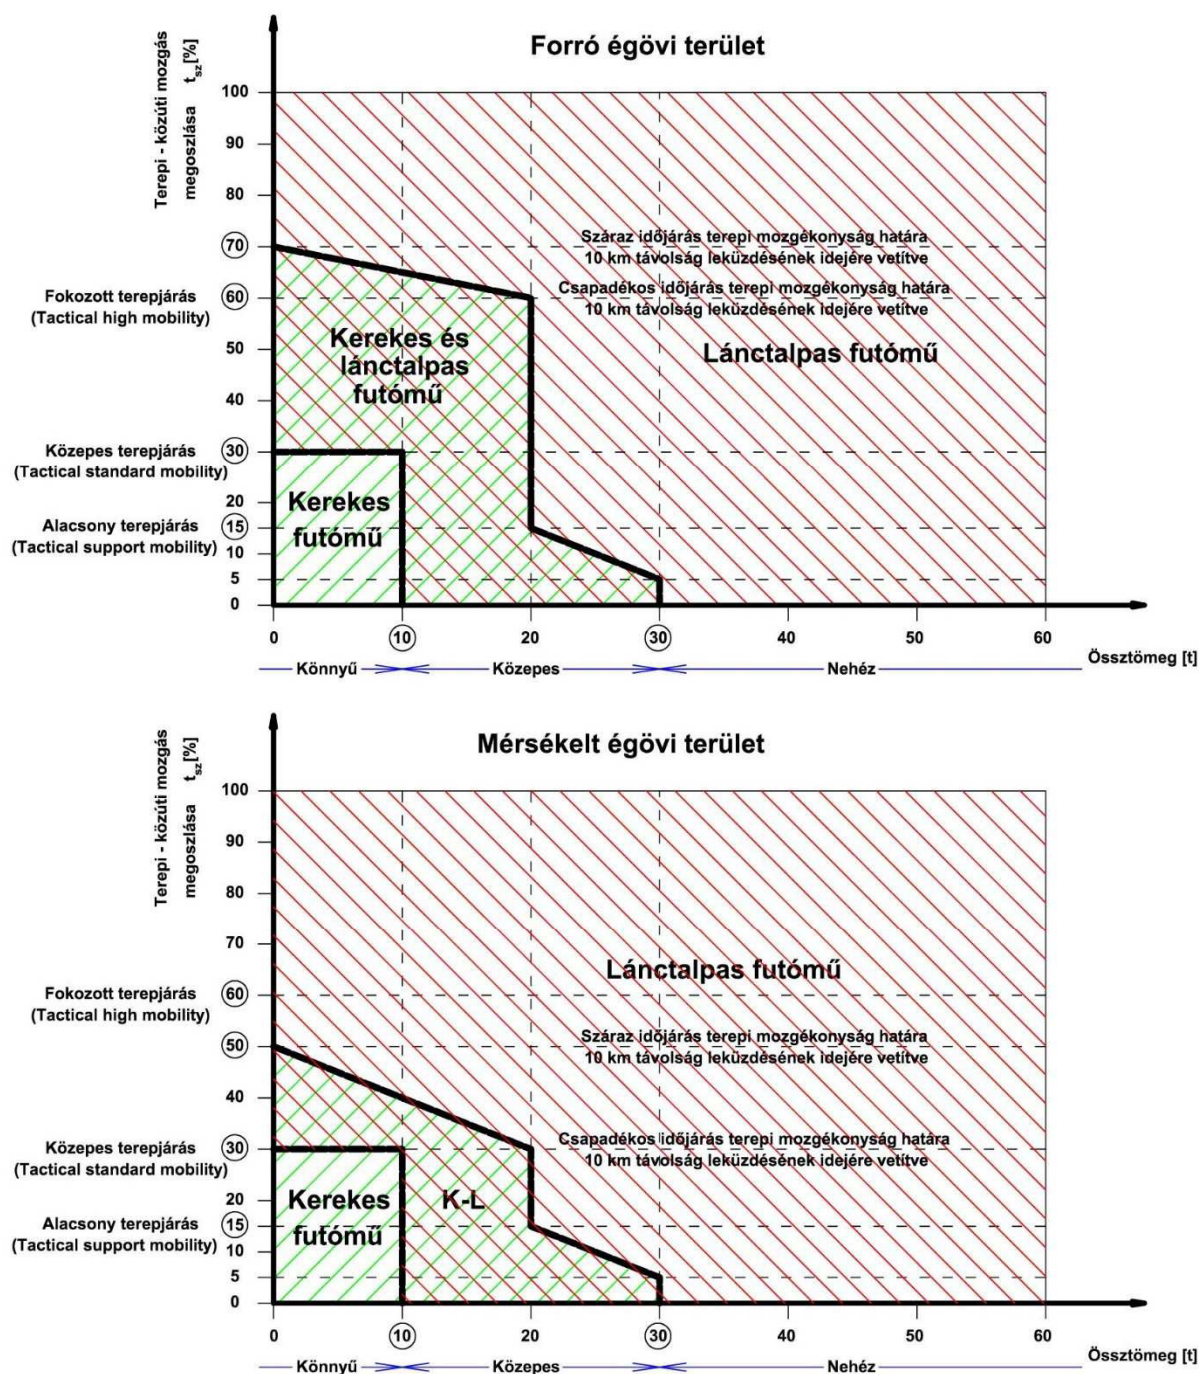 Forró égövi terület
Terepi - közúti mozgás
megoszlása t_sz [%]
100
90
80
Száraz időjárás terepi mozgékonyság határa
70
10 km távolság leküzdésének idejére vetítve
Fokozott terepjárás
60
Csapadékos időjárás terepi mozgékonyság határa
(Tactical high mobility)
10 km távolság leküzdésének idejére vetítve
Kerekes és
lánctalpas
futómű
50
Lánctalpas futómű
40
Közepes terepjárás
30
(Tactical standard mobility)
Kerekes
futómű
20
Alacsony terepjárás
15
(Tactical support mobility)
10
5
0
0 10 20 30 40 50 60
Össztömeg [t]
Könnyű Közepes Nehéz
Mérsékelt égövi terület
Terepi - közúti mozgás
megoszlása t_sz [%]
100
90
80
70
Lánctalpas futómű
Fokozott terepjárás
60
(Tactical high mobility)
Száraz időjárás terepi mozgékonyság határa
50
10 km távolság leküzdésének idejére vetítve
40
Közepes terepjárás
30
Csapadékos időjárás terepi mozgékonyság határa
(Tactical standard mobility)
10 km távolság leküzdésének idejére vetítve
Kerekes
futómű
K-L
20
Alacsony terepjárás
15
(Tactical support mobility)
10
5
0
0 10 20 30 40 50 60
Össztömeg [t]
Könnyű Közepes Nehéz